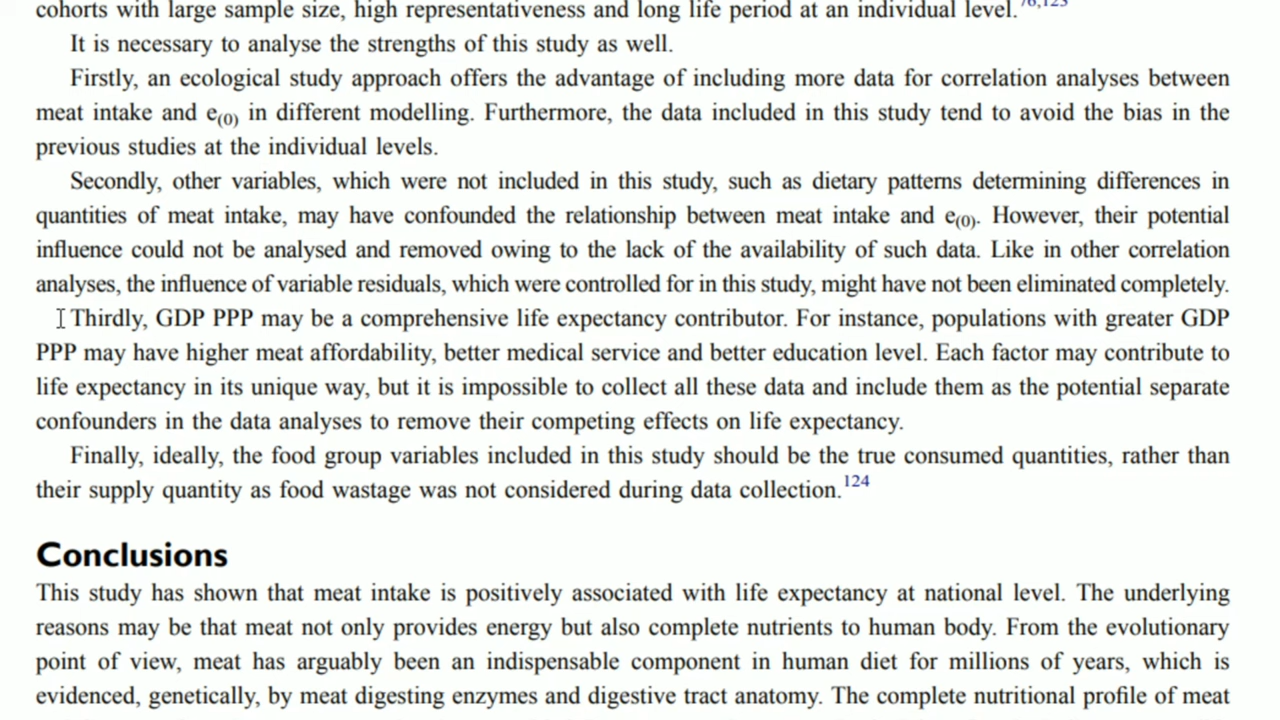 cohorts with large sample size, high representativeness and long life period at an individual level.76,123
It is necessary to analyse the strengths of this study as well.
Firstly, an ecological study approach offers the advantage of including more data for correlation analyses between
meat intake and e(0) in different modelling. Furthermore, the data included in this study tend to avoid the bias in the
previous studies at the individual levels.
Secondly, other variables, which were not included in this study, such as dietary patterns determining differences in
quantities of meat intake, may have confounded the relationship between meat intake and e(0). However, their potential
influence could not be analysed and removed owing to the lack of the availability of such data. Like in other correlation
analyses, the influence of variable residuals, which were controlled for in this study, might have not been eliminated completely.
Thirdly, GDP PPP may be a comprehensive life expectancy contributor. For instance, populations with greater GDP
PPP may have higher meat affordability, better medical service and better education level. Each factor may contribute to
life expectancy in its unique way, but it is impossible to collect all these data and include them as the potential separate
confounders in the data analyses to remove their competing effects on life expectancy.
Finally, ideally, the food group variables included in this study should be the true consumed quantities, rather than
their supply quantity as food wastage was not considered during data collection.124
Conclusions
This study has shown that meat intake is positively associated with life expectancy at national level. The underlying
reasons may be that meat not only provides energy but also complete nutrients to human body. From the evolutionary
point of view, meat has arguably been an indispensable component in human diet for millions of years, which is
evidenced, genetically, by meat digesting enzymes and digestive tract anatomy. The complete nutritional profile of meat